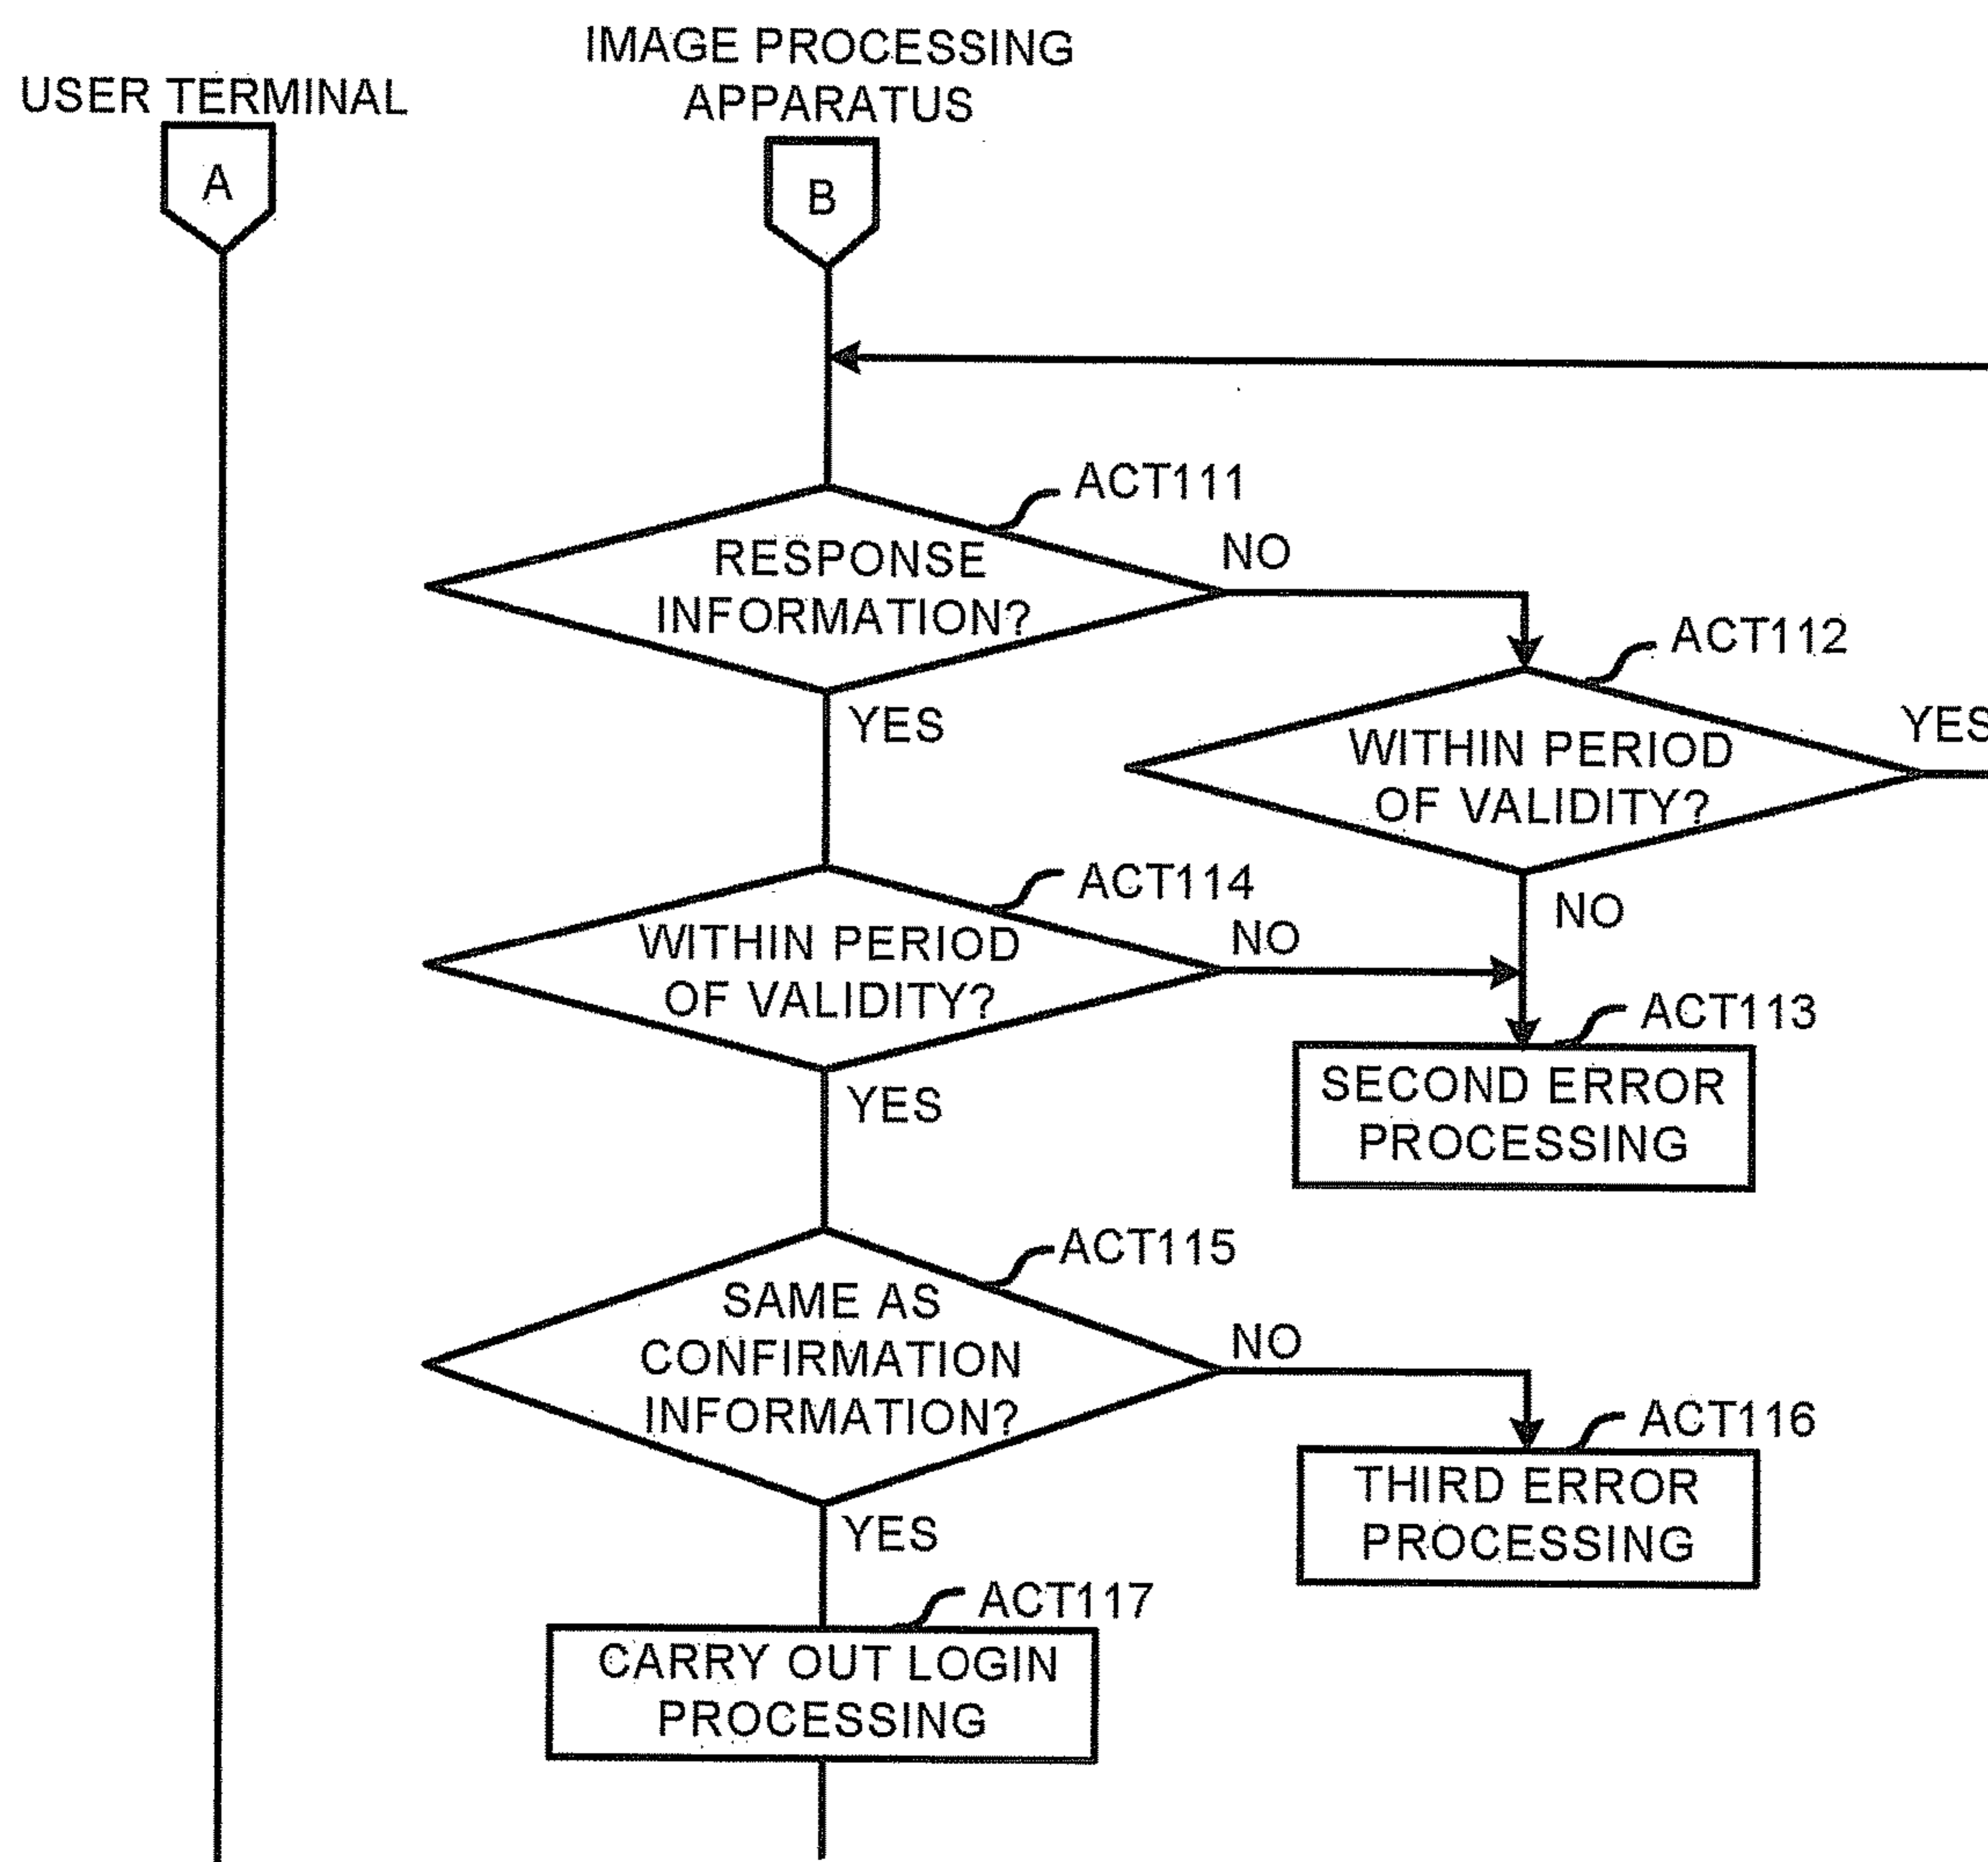 USER TERMINAL
IMAGE PROCESSING
APPARATUS
A
B
ACT111
RESPONSE
INFORMATION?
NO
YES
ACT112
WITHIN PERIOD
OF VALIDITY?
YES
NO
ACT114
WITHIN PERIOD
OF VALIDITY?
NO
YES
ACT113
SECOND ERROR
PROCESSING
ACT115
SAME AS
CONFIRMATION
INFORMATION?
NO
YES
ACT116
THIRD ERROR
PROCESSING
ACT117
CARRY OUT LOGIN
PROCESSING